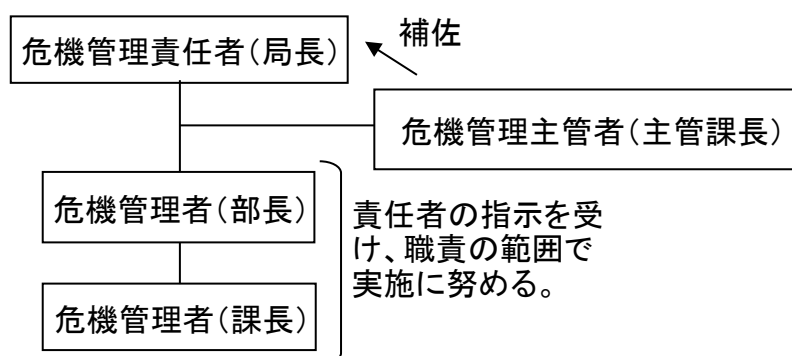 危機管理責任者(局長)
補佐
危機管理主管者(主管課長)
危機管理者(部長)
責任者の指示を受
け、職責の範囲で
実施に努める。
危機管理者(課長)